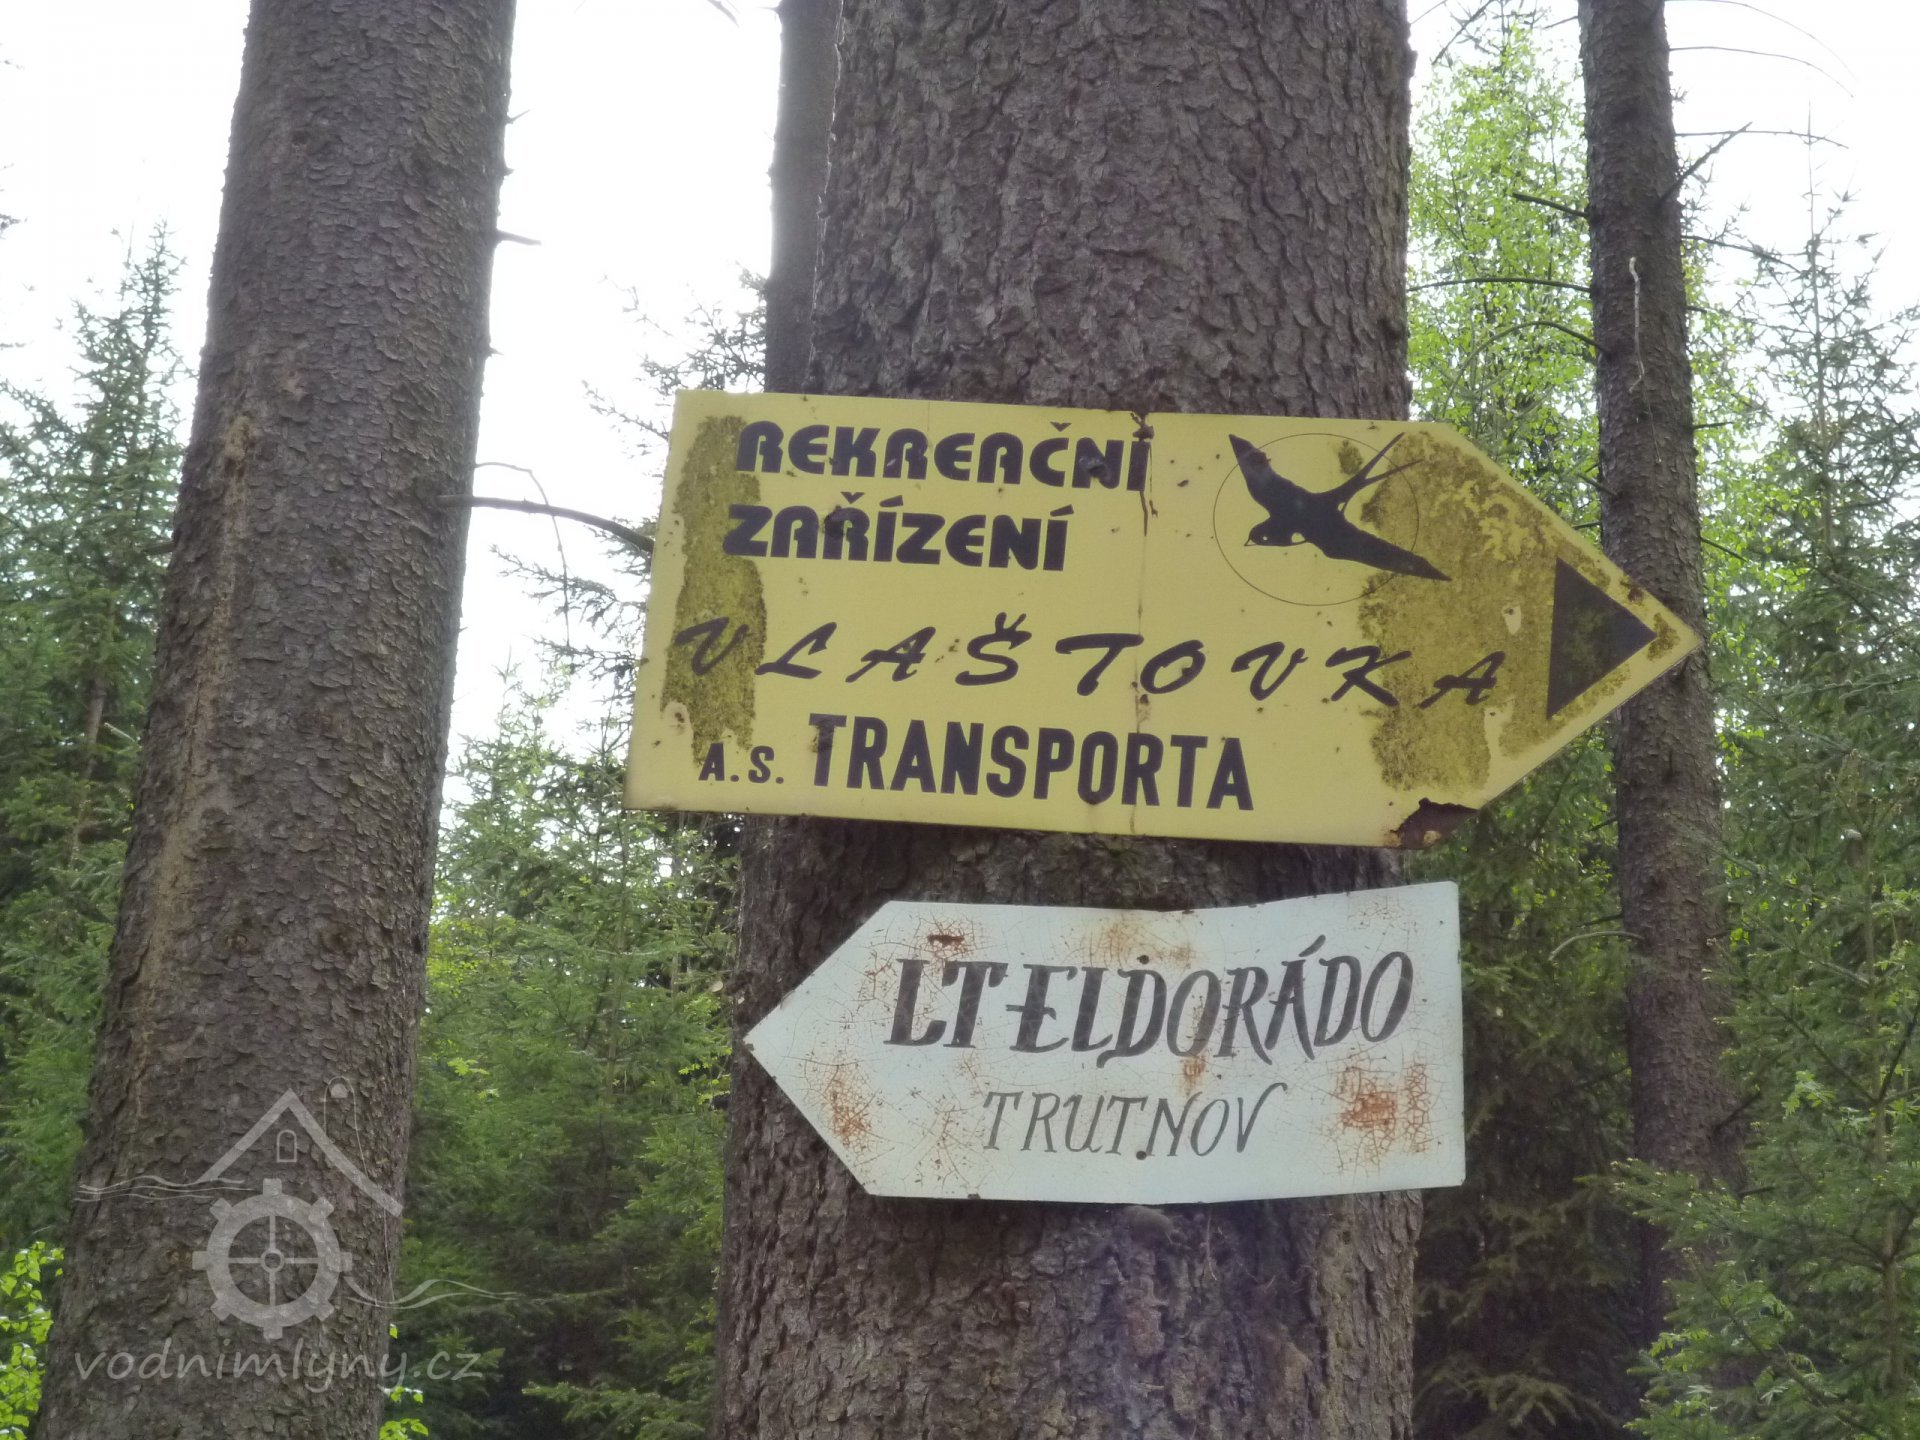 REKREAČNÍ
ZAŘÍZENÍ
VLAŠTOVKA
A.S. TRANSPORTA
LT ELDORÁDO
TRUTNOV
vodnimlyny.cz